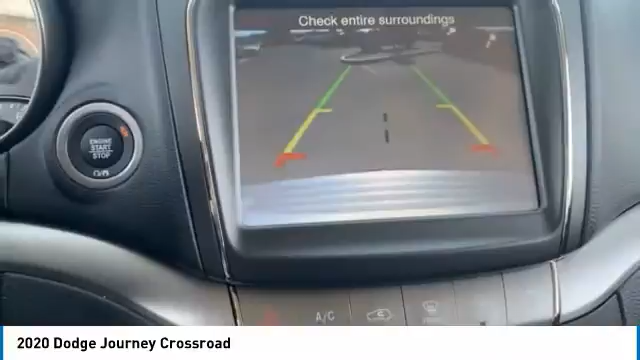 Check entire surroundings
ENGINE
START
STOP
A/C
2020 Dodge Journey Crossroad